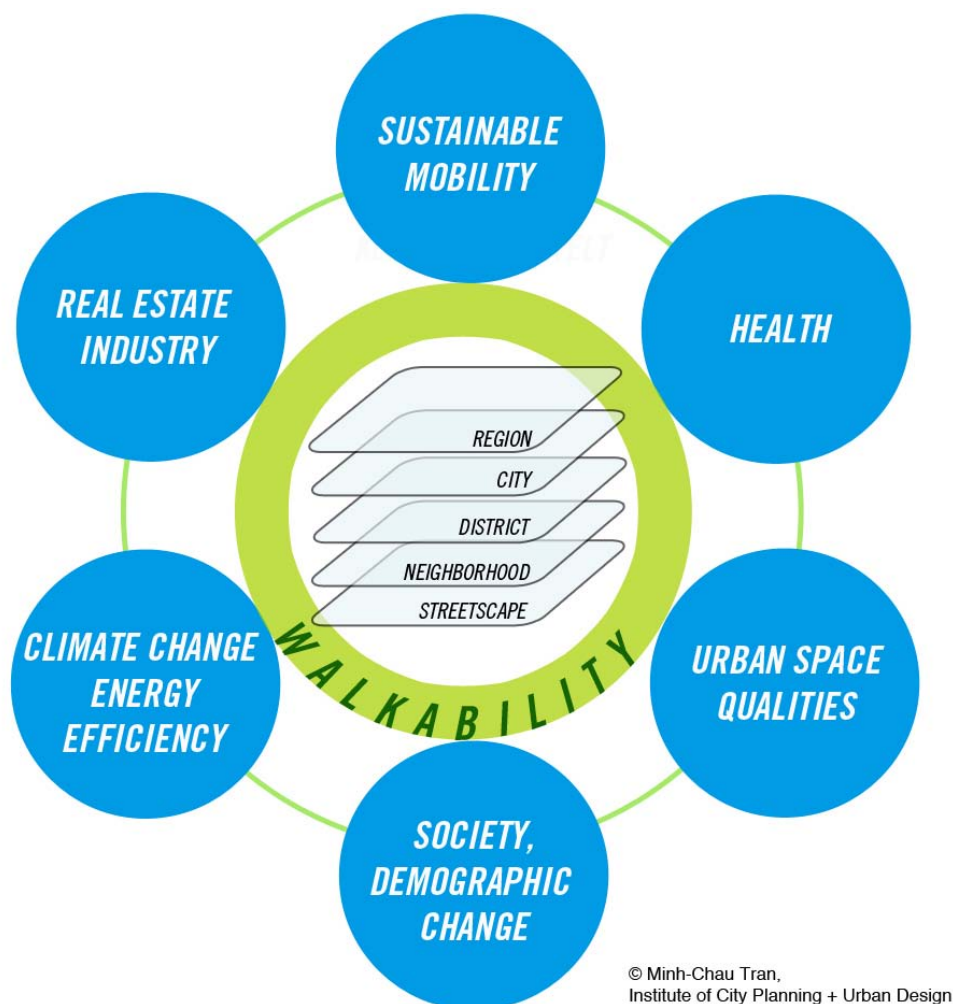 SUSTAINABLE
MOBILITY
REAL ESTATE
INDUSTRY
HEALTH
REGION
CITY
DISTRICT
NEIGHBORHOOD
STREETSCAPE
WALKABILITY
CLIMATE CHANGE
ENERGY
EFFICIENCY
URBAN SPACE
QUALITIES
SOCIETY,
DEMOGRAPHIC
CHANGE
© Minh-Chau Tran,
Institute of City Planning + Urban Design